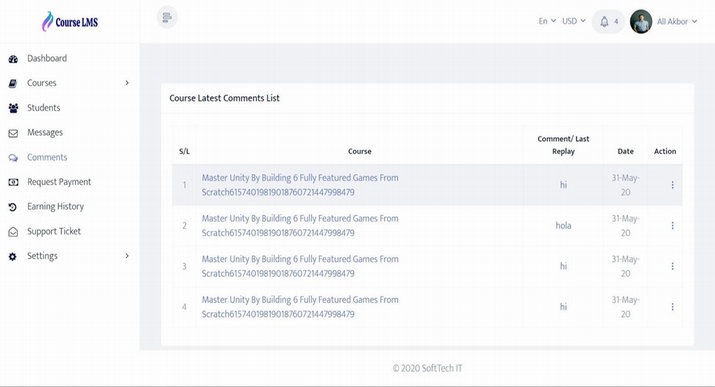 Course LMS
En
USD
4
Ali Akbor
Dashboard
Courses
Students
Messages
Comments
Request Payment
Earning History
Support Ticket
Settings
Course Latest Comments List
S/L Course Comment/ Last Replay Date Action
1 Master Unity By Building 6 Fully Featured Games From
Scratch61574019819018760721447998479 hi 31-May-20
2 Master Unity By Building 6 Fully Featured Games From
Scratch61574019819018760721447998479 hola 31-May-20
3 Master Unity By Building 6 Fully Featured Games From
Scratch61574019819018760721447998479 hi 31-May-20
4 Master Unity By Building 6 Fully Featured Games From
Scratch61574019819018760721447998479 hi 31-May-20
© 2020 SoftTech IT